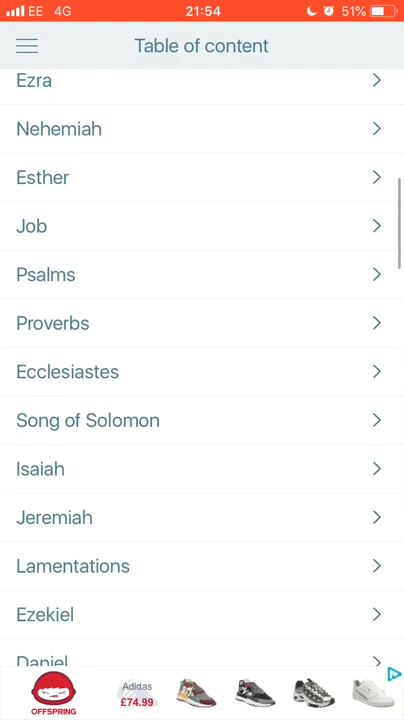 EE 4G 21:54 51%
Table of content
Ezra
Nehemiah
Esther
Job
Psalms
Proverbs
Ecclesiastes
Song of Solomon
Isaiah
Jeremiah
Lamentations
Ezekiel
Daniel
OFFSPRING
Adidas
£74.99